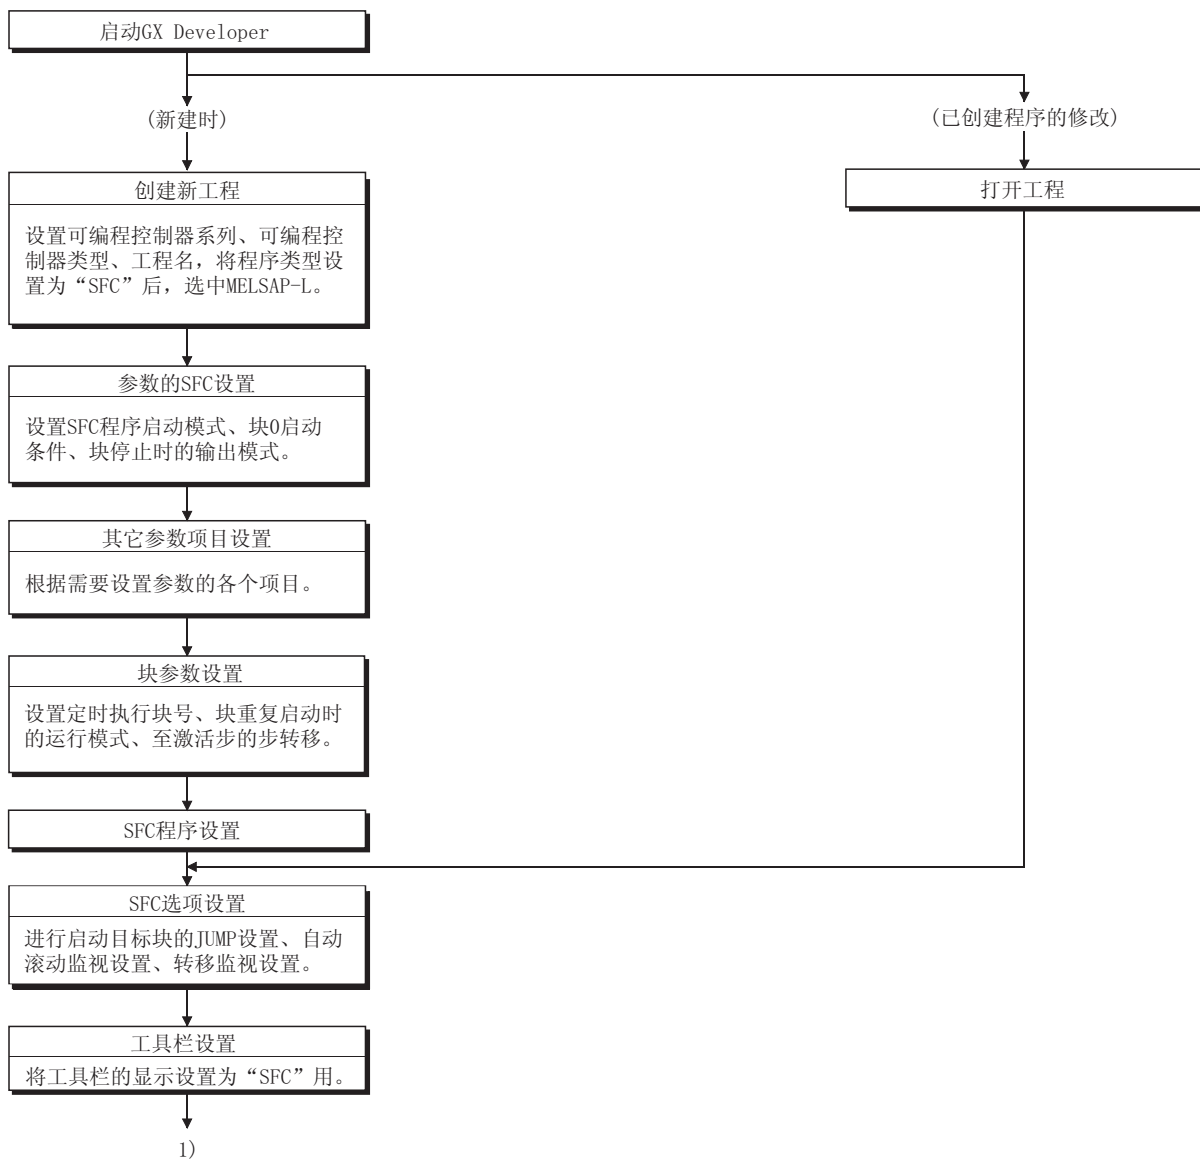 启动GX Developer
(新建时)
(已创建程序的修改)
创建新工程
打开工程
设置可编程控制器系列、可编程控
制器类型、工程名，将程序类型设
置为“SFC”后，选中MELSAP-L。
参数的SFC设置
设置SFC程序启动模式、块0启动
条件、块停止时的输出模式。
其它参数项目设置
根据需要设置参数的各个项目。
块参数设置
设置定时执行块号、块重复启动时
的运行模式、至激活步的步转移。
SFC程序设置
SFC选项设置
进行启动目标块的JUMP设置、自动
滚动监视设置、转移监视设置。
工具栏设置
将工具栏的显示设置为“SFC”用。
1)